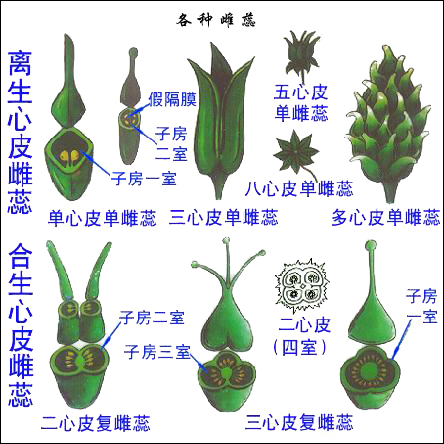 各种雌蕊
离生心皮雌蕊
假隔膜
子房
二室
子房一室
单心皮单雌蕊
三心皮单雌蕊
五心皮
单雌蕊
八心皮单雌蕊
多心皮单雌蕊
合生心皮雌蕊
子房二室
子房三室
二心皮
(四室)
子房
一室
二心皮复雌蕊
三心皮复雌蕊